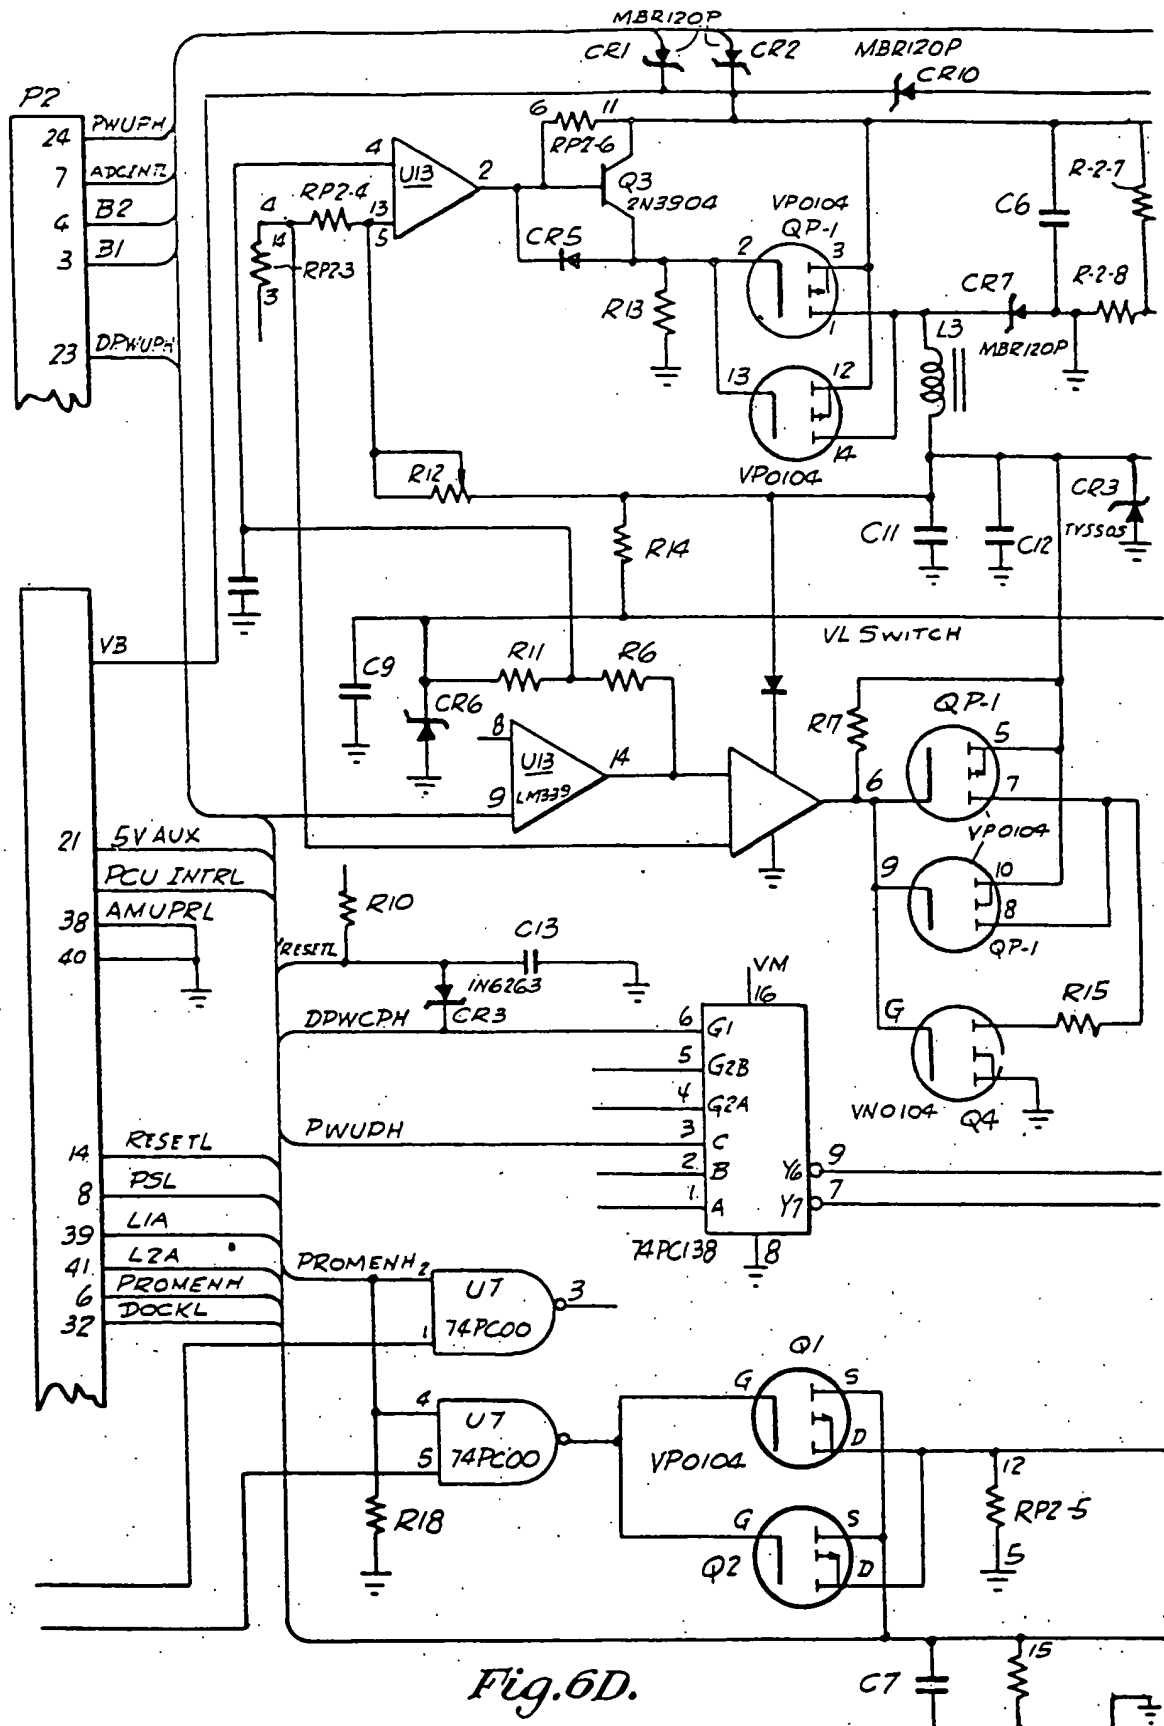 MBR120P
CR1
CR2
MBR120P
CR10
P2
24 PWUPH
7 ADCINTL
4 B2
3 B1
23 DPWUPH
6
11
RP2-6
4
U13
2
Q3
2N3904
RP2-4
4
14
13
5
RP23
3
CR5
R13
VP0104
QP-1
2
3
1
13
12
14
VP0104
C6
R-2-7
R-2-8
CR7
MBR120P
L3
R12
R14
C11
C12
CR3
TVS505
VB
VL SWITCH
C9
R11
R6
CR6
8
U13
LM339
14
9
R7
QP-1
6
5
7
VP0104
9
10
8
QP-1
21 5V AUX
PCU INTRL
38 AMUPRL
40
R10
RESETL
C13
1N6263
CR3
DPWCPH
VM
16
6 G1
5 G2B
4 G2A
PWUPH
3 C
2 B
1 A
Y6 9
Y7 7
74PC138
8
R15
G
VN0104
Q4
14 RESETL
8 PSL
39 L1A
41 L2A
6 PROMENH
32 DOCKL
PROMENH 2
U7
3
74PC00
1
4
U7
5
74PC00
R18
Q1
G
S
D
VP0104
G
S
D
Q2
12
RP2-5
5
15
C7
Fig.6D.